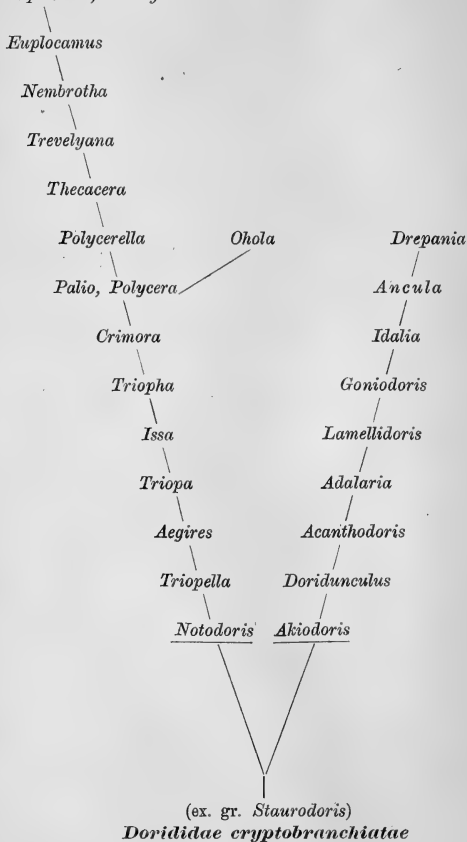 Euplocamus
Nembrotha
Trevelyana
Thecacera
Polycerella Ohola Drepania
Palio, Polycera Ancula
Crimora Idalia
Triopha Goniodoris
Issa Lamellidoris
Triopa Adalaria
Aegires Acanthodoris
Triopella Doridunculus
Notodoris Akiodoris
(ex. gr. Staurodoris)
Dorididae cryptobranchiatae